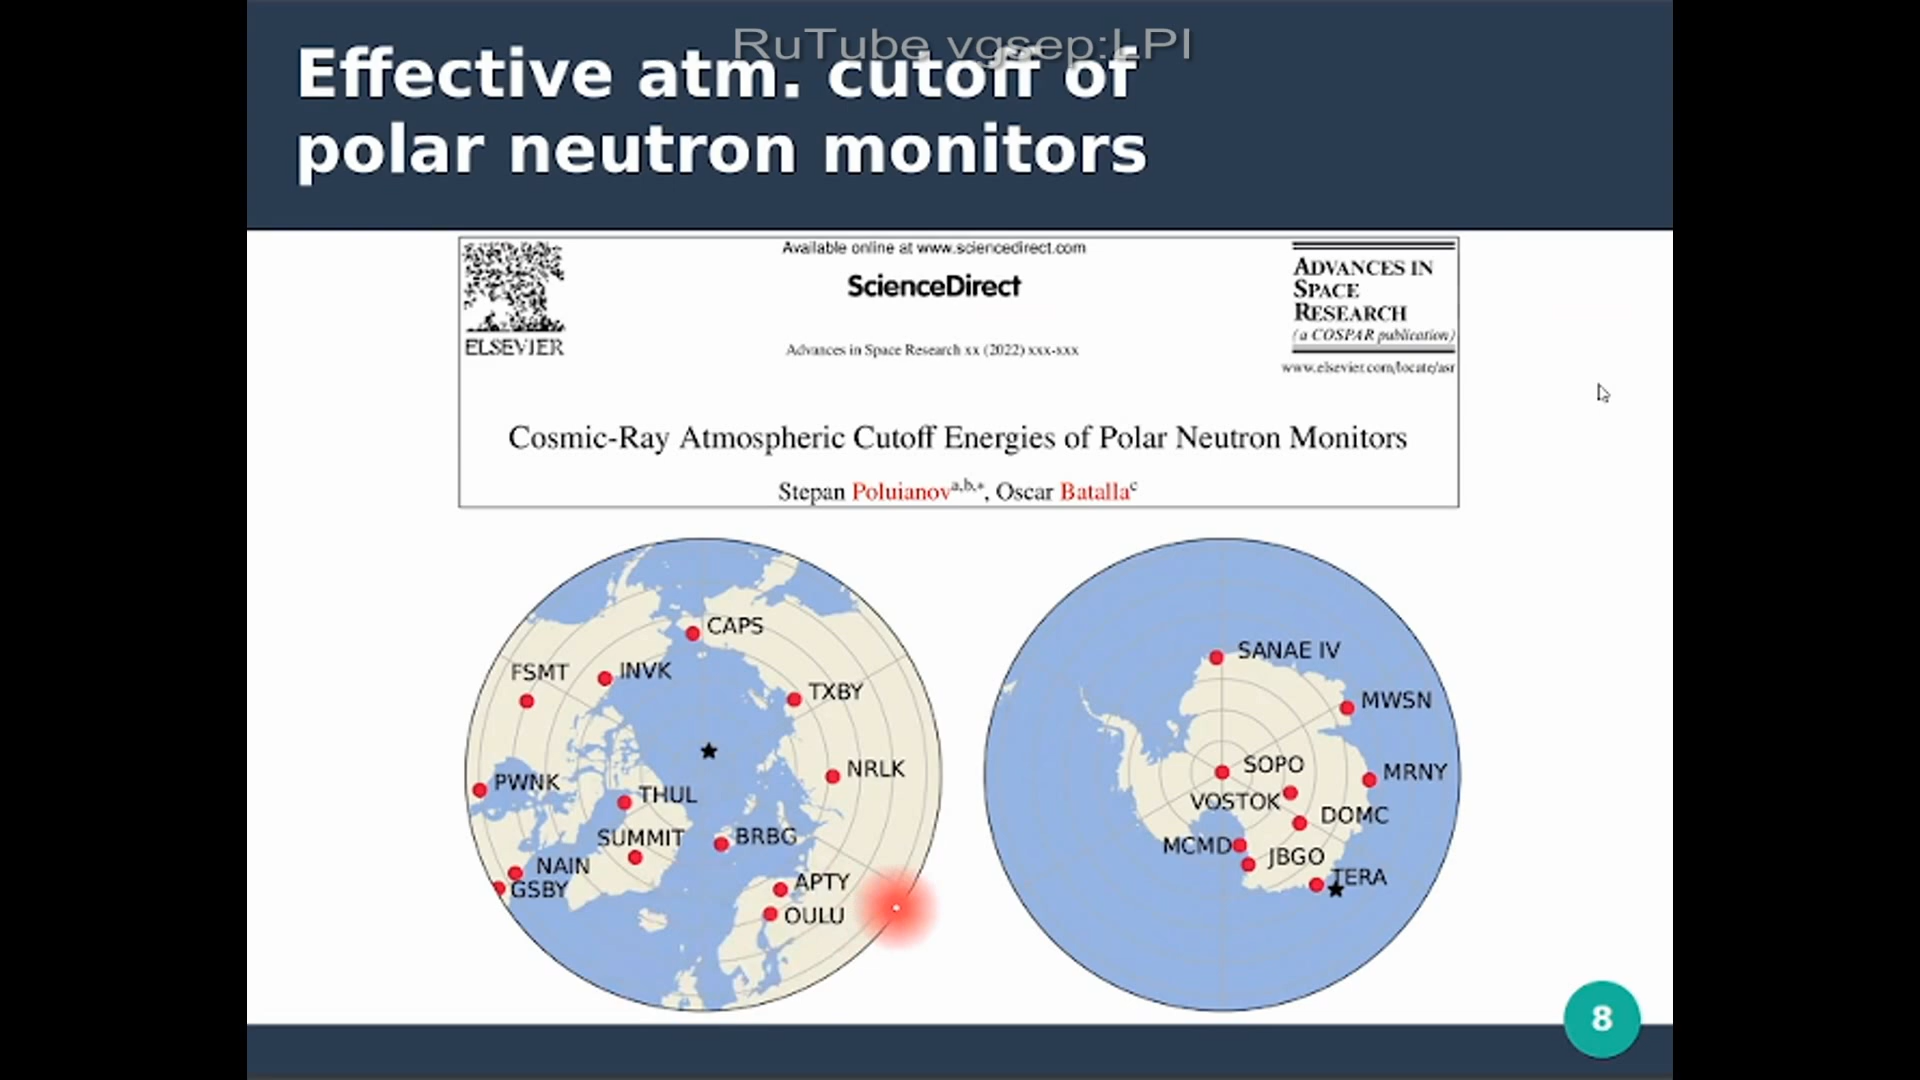 RuTube vgsep:LPI
Effective atm. cutoff of
polar neutron monitors
ELSEVIER
Available online at www.sciencedirect.com
ScienceDirect
Advances in Space Research xx (2022) xxx-xxx
ADVANCES IN
SPACE
RESEARCH
(a COSPAR publication)
www.elsevier.com/locate/asr
Cosmic-Ray Atmospheric Cutoff Energies of Polar Neutron Monitors
Stepan Poluianov a,b,*, Oscar Batalla c
CAPS
FSMT
INVK
TXBY
NRLK
PWNK
THUL
SUMMIT
BRBG
NAIN
GSBY
APTY
OULU
SANAE IV
MWSN
SOPO
MRNY
VOSTOK
DOMC
MCMD
JBGO
TERA
8